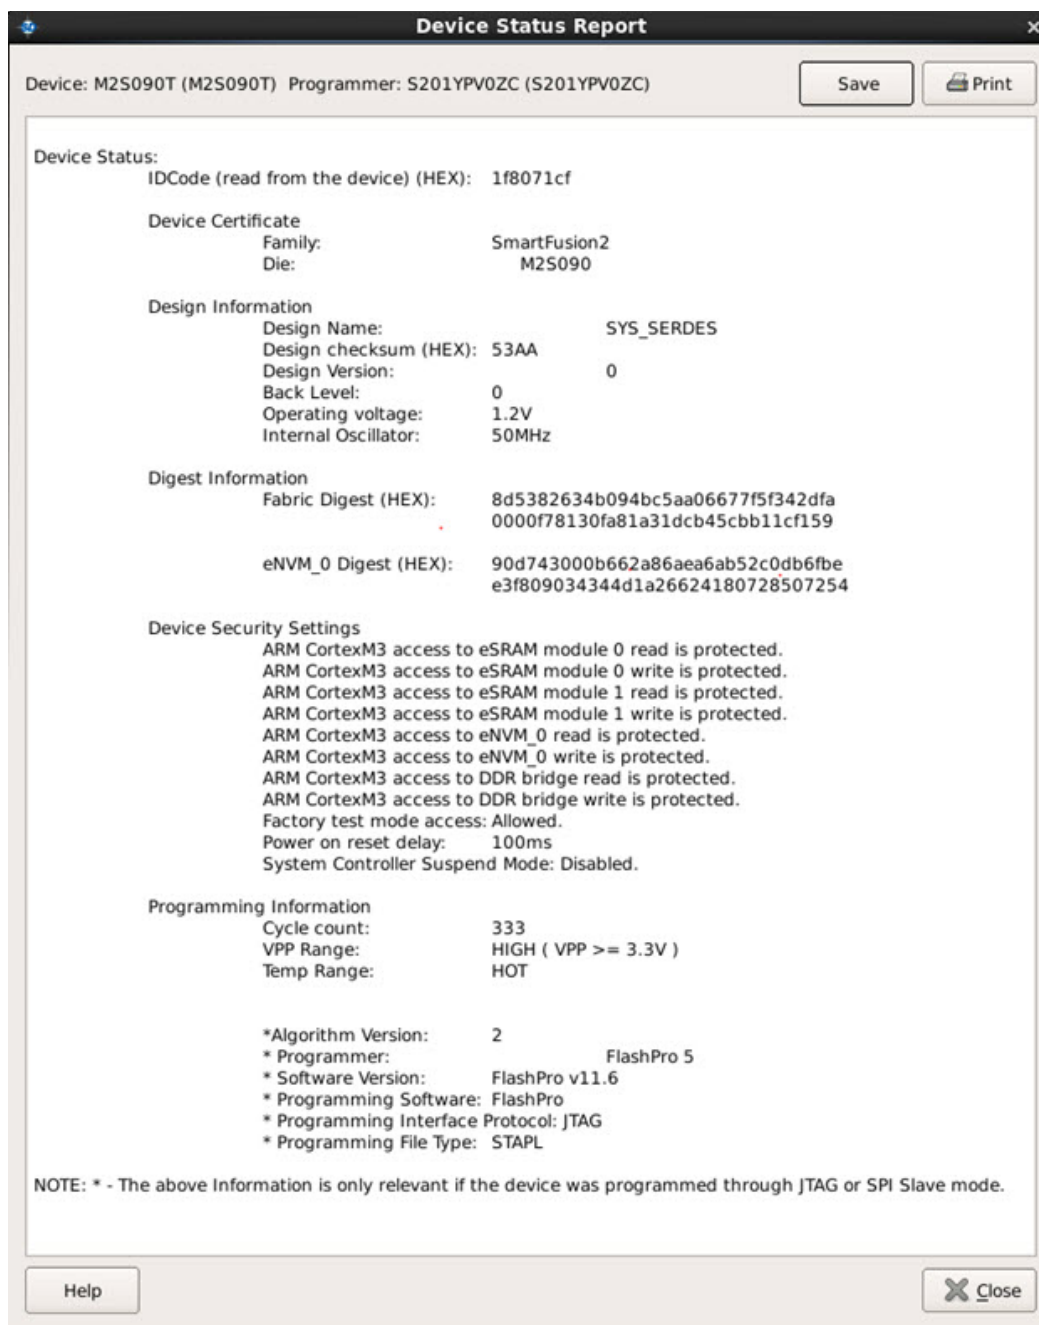 Device Status Report
Device: M2S090T (M2S090T) Programmer: S201YPV0ZC (S201YPV0ZC)
Save
Print
Device Status:
IDCode (read from the device) (HEX): 1f8071cf
Device Certificate
Family: SmartFusion2
Die: M2S090
Design Information
Design Name: SYS_SERDES
Design checksum (HEX): 53AA
Design Version: 0
Back Level: 0
Operating voltage: 1.2V
Internal Oscillator: 50MHz
Digest Information
Fabric Digest (HEX): 8d5382634b094bc5aa06677f5f342dfa
0000f78130fa81a31dcb45cbb11cf159
eNVM_0 Digest (HEX): 90d743000b662a86aea6ab52c0db6fbe
e3f809034344d1a26624180728507254
Device Security Settings
ARM CortexM3 access to eSRAM module 0 read is protected.
ARM CortexM3 access to eSRAM module 0 write is protected.
ARM CortexM3 access to eSRAM module 1 read is protected.
ARM CortexM3 access to eSRAM module 1 write is protected.
ARM CortexM3 access to eNVM_0 read is protected.
ARM CortexM3 access to eNVM_0 write is protected.
ARM CortexM3 access to DDR bridge read is protected.
ARM CortexM3 access to DDR bridge write is protected.
Factory test mode access: Allowed.
Power on reset delay: 100ms
System Controller Suspend Mode: Disabled.
Programming Information
Cycle count: 333
VPP Range: HIGH ( VPP >= 3.3V )
Temp Range: HOT
*Algorithm Version: 2
* Programmer: FlashPro 5
* Software Version: FlashPro v11.6
* Programming Software: FlashPro
* Programming Interface Protocol: JTAG
* Programming File Type: STAPL
NOTE: * - The above Information is only relevant if the device was programmed through JTAG or SPI Slave mode.
Help
Close